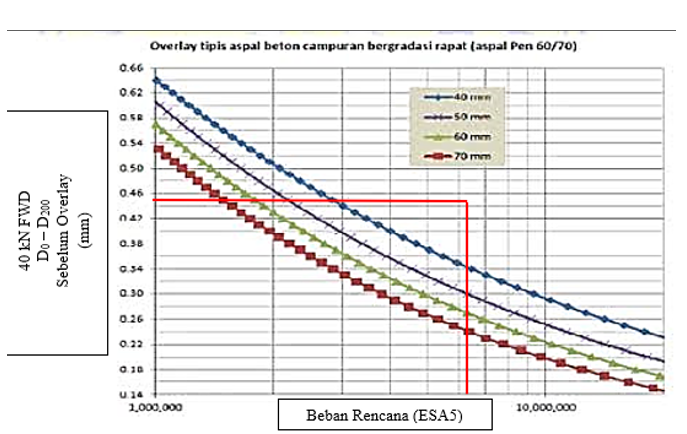 Overlay tipis aspal beton campuran bergradasi rapat (aspal Pen 60/70)
40 kN FWD
D0 – D200
Sebelum Overlay
(mm)
0.66
0.62
0.58
0.54
0.50
0.46
0.42
0.38
0.34
0.30
0.26
0.22
0.18
0.14
40 mm
50 mm
60 mm
70 mm
1,000,000
10,000,000
Beban Rencana (ESA5)